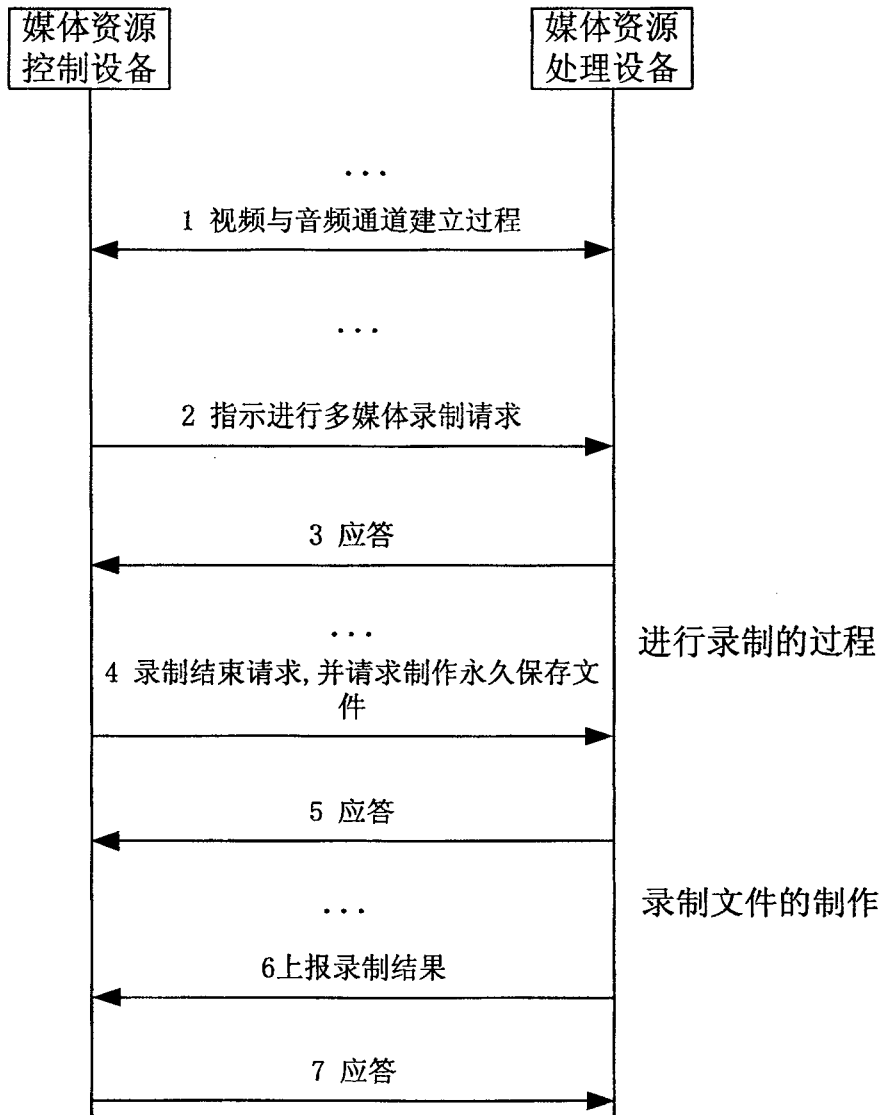 媒体资源
控制设备
媒体资源
处理设备
...
1 视频与音频通道建立过程
...
2 指示进行多媒体录制请求
3 应答
...
进行录制的过程
4 录制结束请求,并请求制作永久保存文
件
5 应答
...
录制文件的制作
6上报录制结果
7 应答